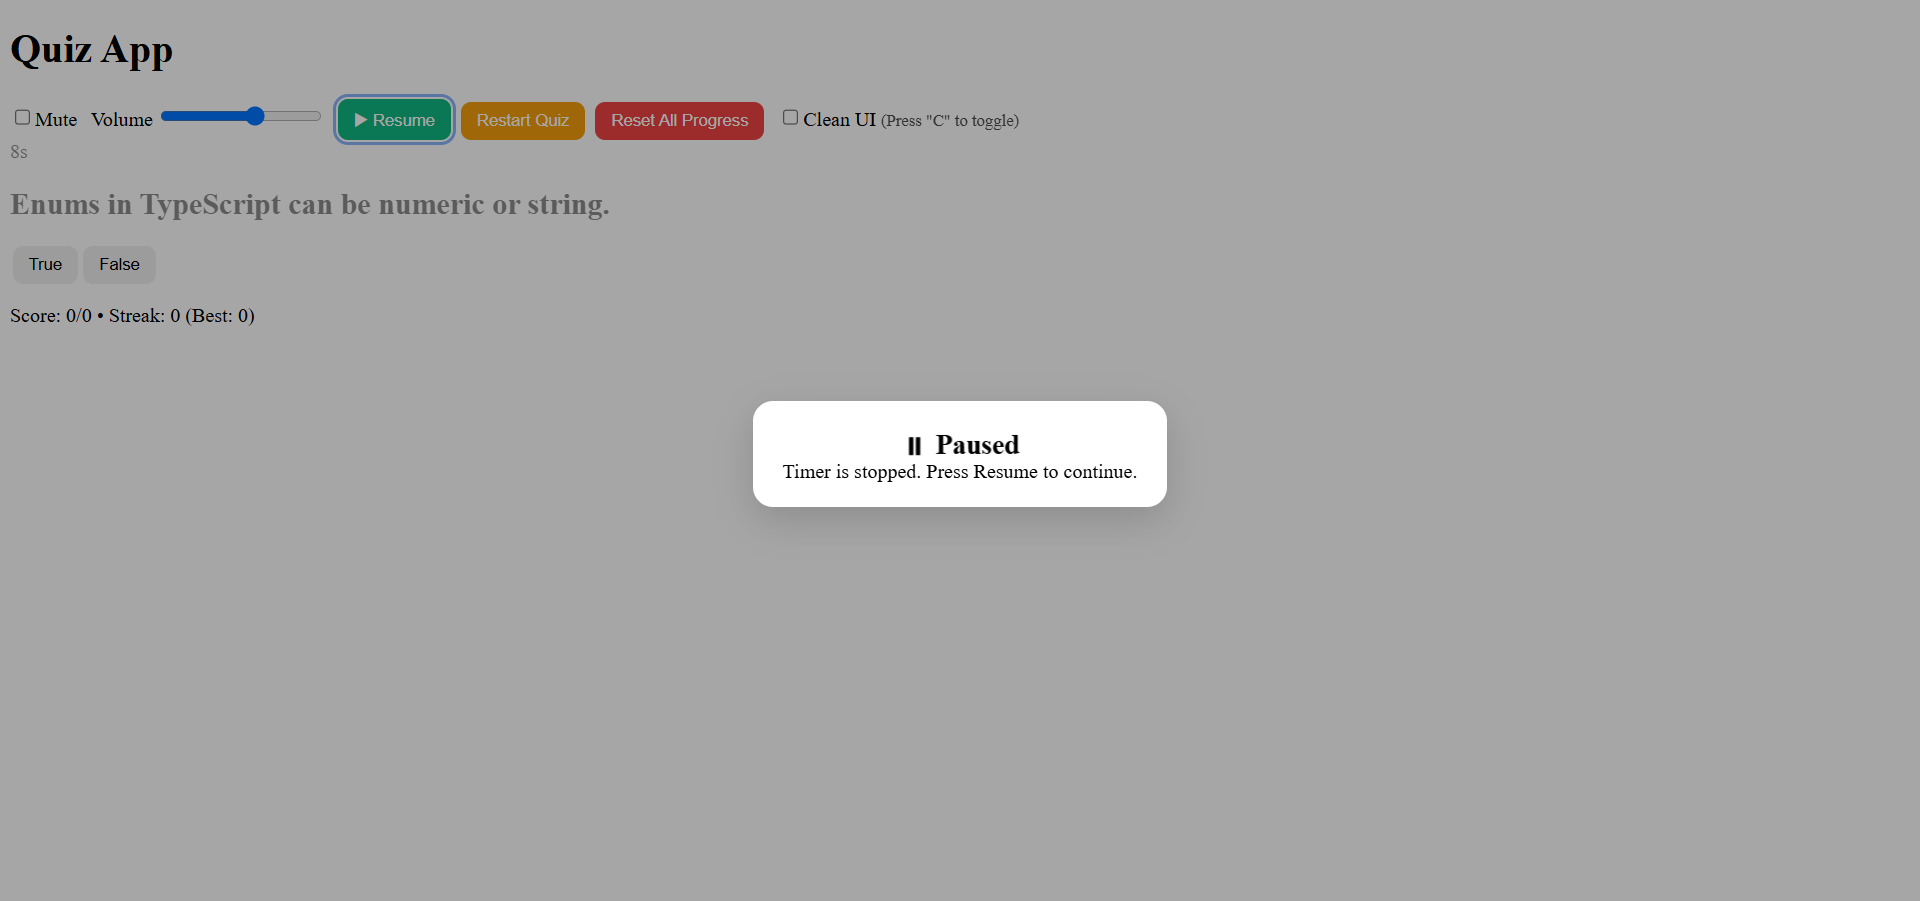 Quiz App
Mute Volume ▶ Resume Restart Quiz Reset All Progress Clean UI (Press "C" to toggle)
8s
Enums in TypeScript can be numeric or string.
True False
Score: 0/0 • Streak: 0 (Best: 0)
⏸ Paused
Timer is stopped. Press Resume to continue.